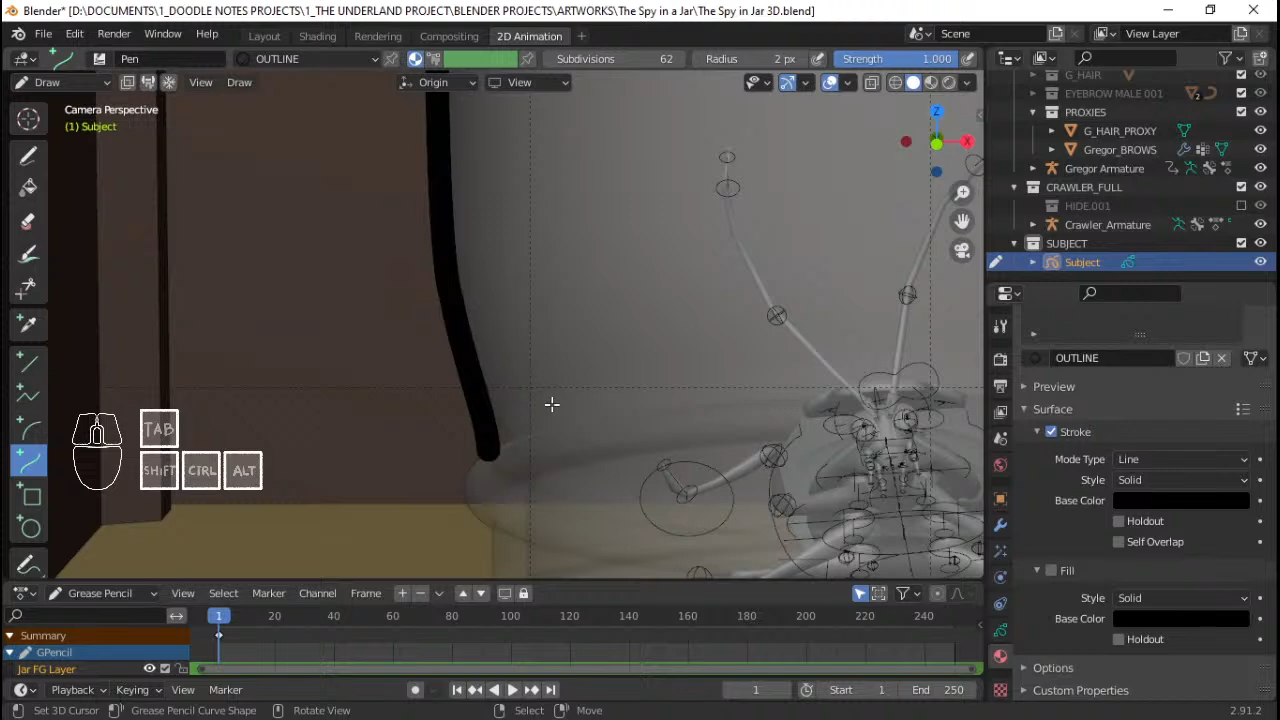 Blender* [D:\DOCUMENTS\1_DOODLE NOTES PROJECTS\1_THE UNDERLAND PROJECT\BLENDER PROJECTS\ARTWORKS\The Spy in a Jar\The Spy in Jar 3D.blend]
File Edit Render Window Help Layout Shading Rendering Compositing 2D Animation Scene View Layer
Pen OUTLINE Subdivisions 62 Radius 2 px Strength 1.000
Draw View Draw Origin View
Camera Perspective
(1) Subject
Z
X
G_HAIR
EYEBROW MALE 001 2
PROXIES
G_HAIR_PROXY
Gregor_BROWS
Gregor Armature
CRAWLER_FULL
HIDE.001
Crawler_Armature
SUBJECT
Subject
OUTLINE
Preview
Surface
Stroke
Mode Type Line
Style Solid
Base Color
Holdout
Self Overlap
Fill
Style Solid
Base Color
Holdout
Options
Custom Properties
TAB
SHIFT CTRL ALT
Grease Pencil View Select Marker Channel Frame
1 20 40 60 80 100 120 140 160 180 200 220 240
Summary
GPencil
Jar FG Layer
Playback Keying View Marker 1 Start 1 End 250
Set 3D Cursor Grease Pencil Curve Shape Rotate View Select Move 2.91.2